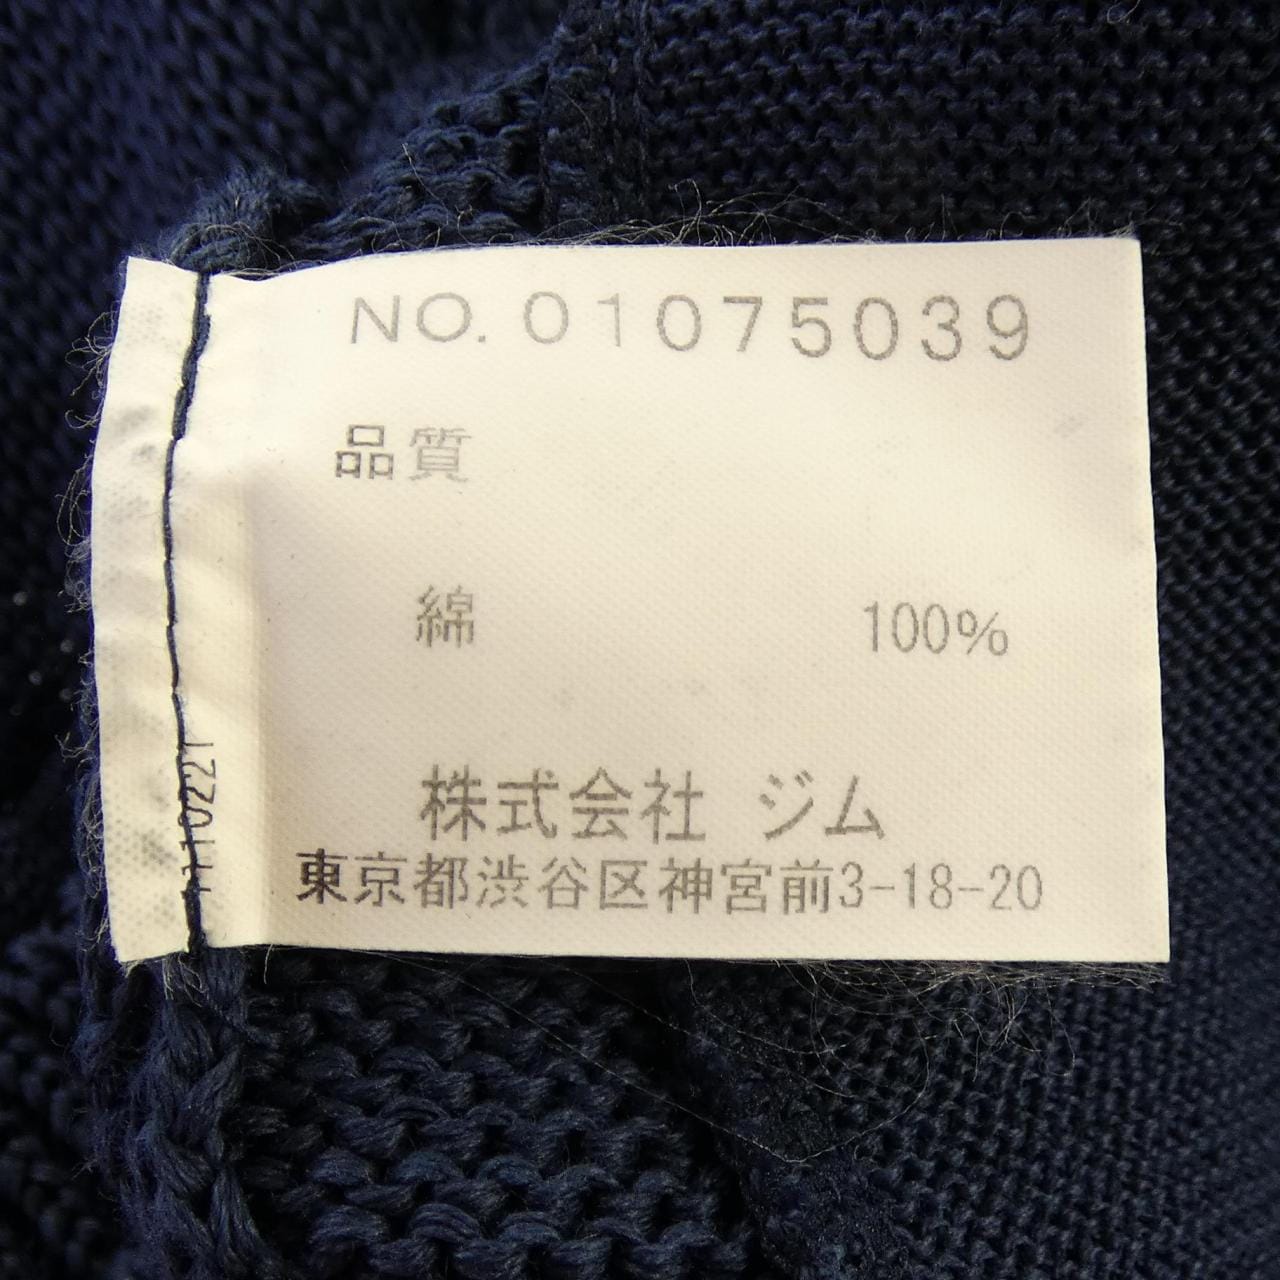 NO. 01075039
品質
綿 100%
株式会社 ジム
東京都渋谷区神宮前3-18-20